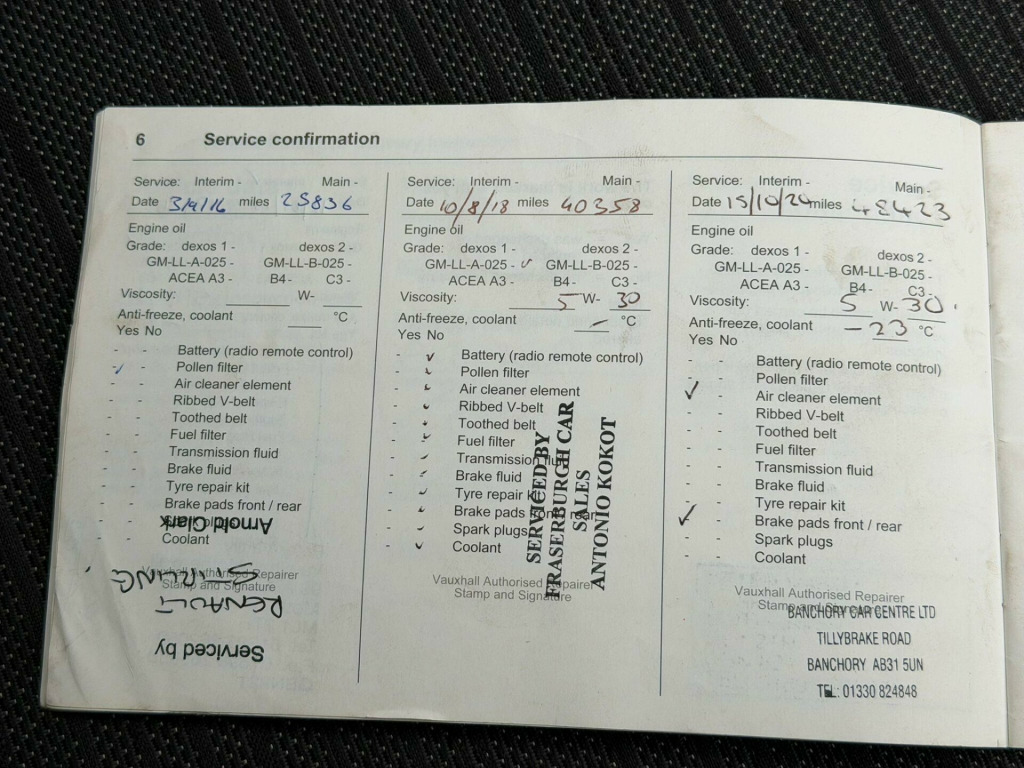 6 Service confirmation
Service: Interim - Main -
Date 3/9/16 miles 25836
Engine oil
Grade: dexos 1 - dexos 2 -
GM-LL-A-025 - GM-LL-B-025 -
ACEA A3 - B4 - C3 -
Viscosity: W-
Anti-freeze, coolant °C
Yes No
- - Battery (radio remote control)
✓ - Pollen filter
- - Air cleaner element
- - Ribbed V-belt
- - Toothed belt
- - Fuel filter
- - Transmission fluid
- - Brake fluid
- - Tyre repair kit
- - Brake pads front / rear
- - Spark plugs
- - Coolant
Vauxhall Authorised Repairer
Stamp and Signature
Serviced by
RENAULT
STIRLING
Arnold Clark
Service: Interim - Main -
Date 10/8/18 miles 40358
Engine oil
Grade: dexos 1 - dexos 2 -
GM-LL-A-025 - ✓ GM-LL-B-025 -
ACEA A3 - B4 - C3 -
Viscosity: 5 W- 30
Anti-freeze, coolant - °C
Yes No
- ✓ Battery (radio remote control)
- ✓ Pollen filter
- ✓ Air cleaner element
- ✓ Ribbed V-belt
- ✓ Toothed belt
- ✓ Fuel filter
- ✓ Transmission fluid
- ✓ Brake fluid
- ✓ Tyre repair kit
- ✓ Brake pads front / rear
- ✓ Spark plugs
- ✓ Coolant
Vauxhall Authorised Repairer
Stamp and Signature
SERVICED BY
FRASERBURGH CAR
SALES
ANTONIO KOKOT
Service: Interim - Main -
Date 15/10/20 miles 48423
Engine oil
Grade: dexos 1 - dexos 2 -
GM-LL-A-025 - GM-LL-B-025 -
ACEA A3 - B4 - C3 -
Viscosity: 5 W- 30
Anti-freeze, coolant -23 °C
Yes No
- - Battery (radio remote control)
- - Pollen filter
✓ - Air cleaner element
- - Ribbed V-belt
- - Toothed belt
- - Fuel filter
- - Transmission fluid
- - Brake fluid
- - Tyre repair kit
✓ - Brake pads front / rear
- - Spark plugs
- - Coolant
Vauxhall Authorised Repairer
Stamp and Signature
BANCHORY CAR CENTRE LTD
TILLYBRAKE ROAD
BANCHORY AB31 5UN
TEL: 01330 824848